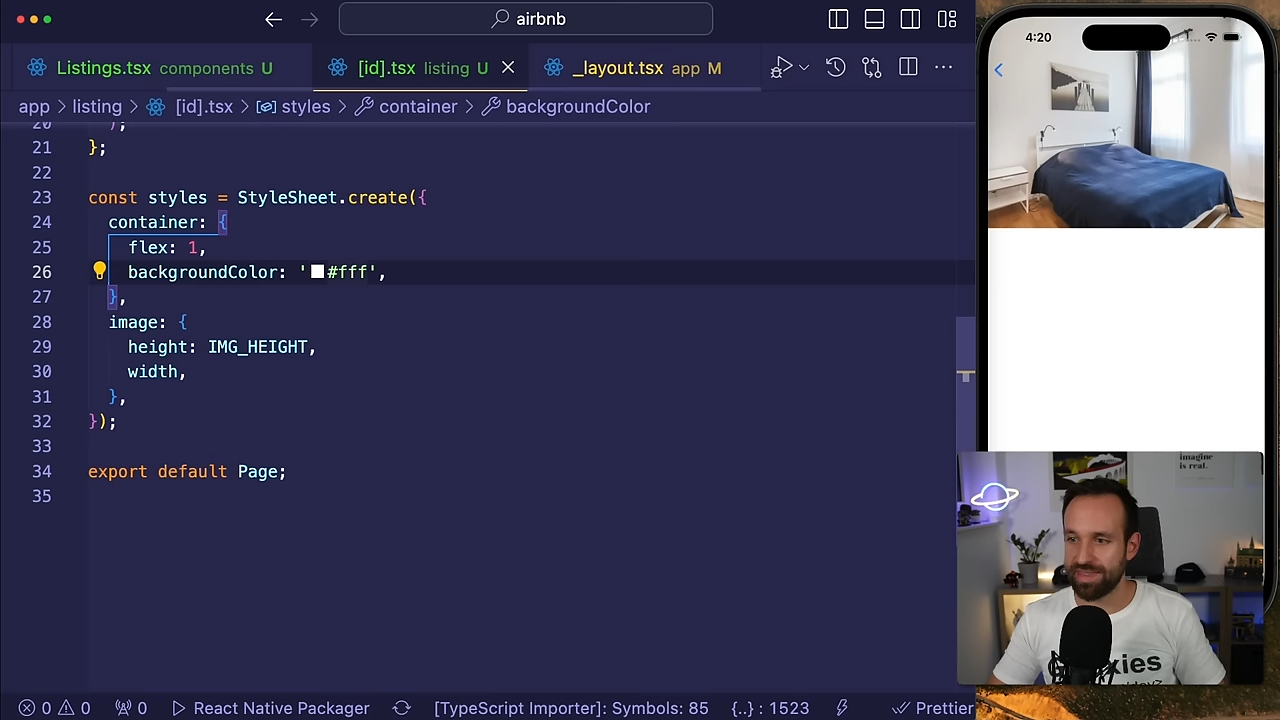 airbnb
Listings.tsx components U
[id].tsx listing U
_layout.tsx app M
app > listing > [id].tsx > styles > container > backgroundColor
20 );
21 };
22
23 const styles = StyleSheet.create({
24 container: {
25 flex: 1,
26 backgroundColor: '#fff',
27 },
28 image: {
29 height: IMG_HEIGHT,
30 width,
31 },
32 });
33
34 export default Page;
35
0 0 0 React Native Packager [TypeScript Importer]: Symbols: 85 {..} : 1523 Prettier
4:20
imagine
is real.